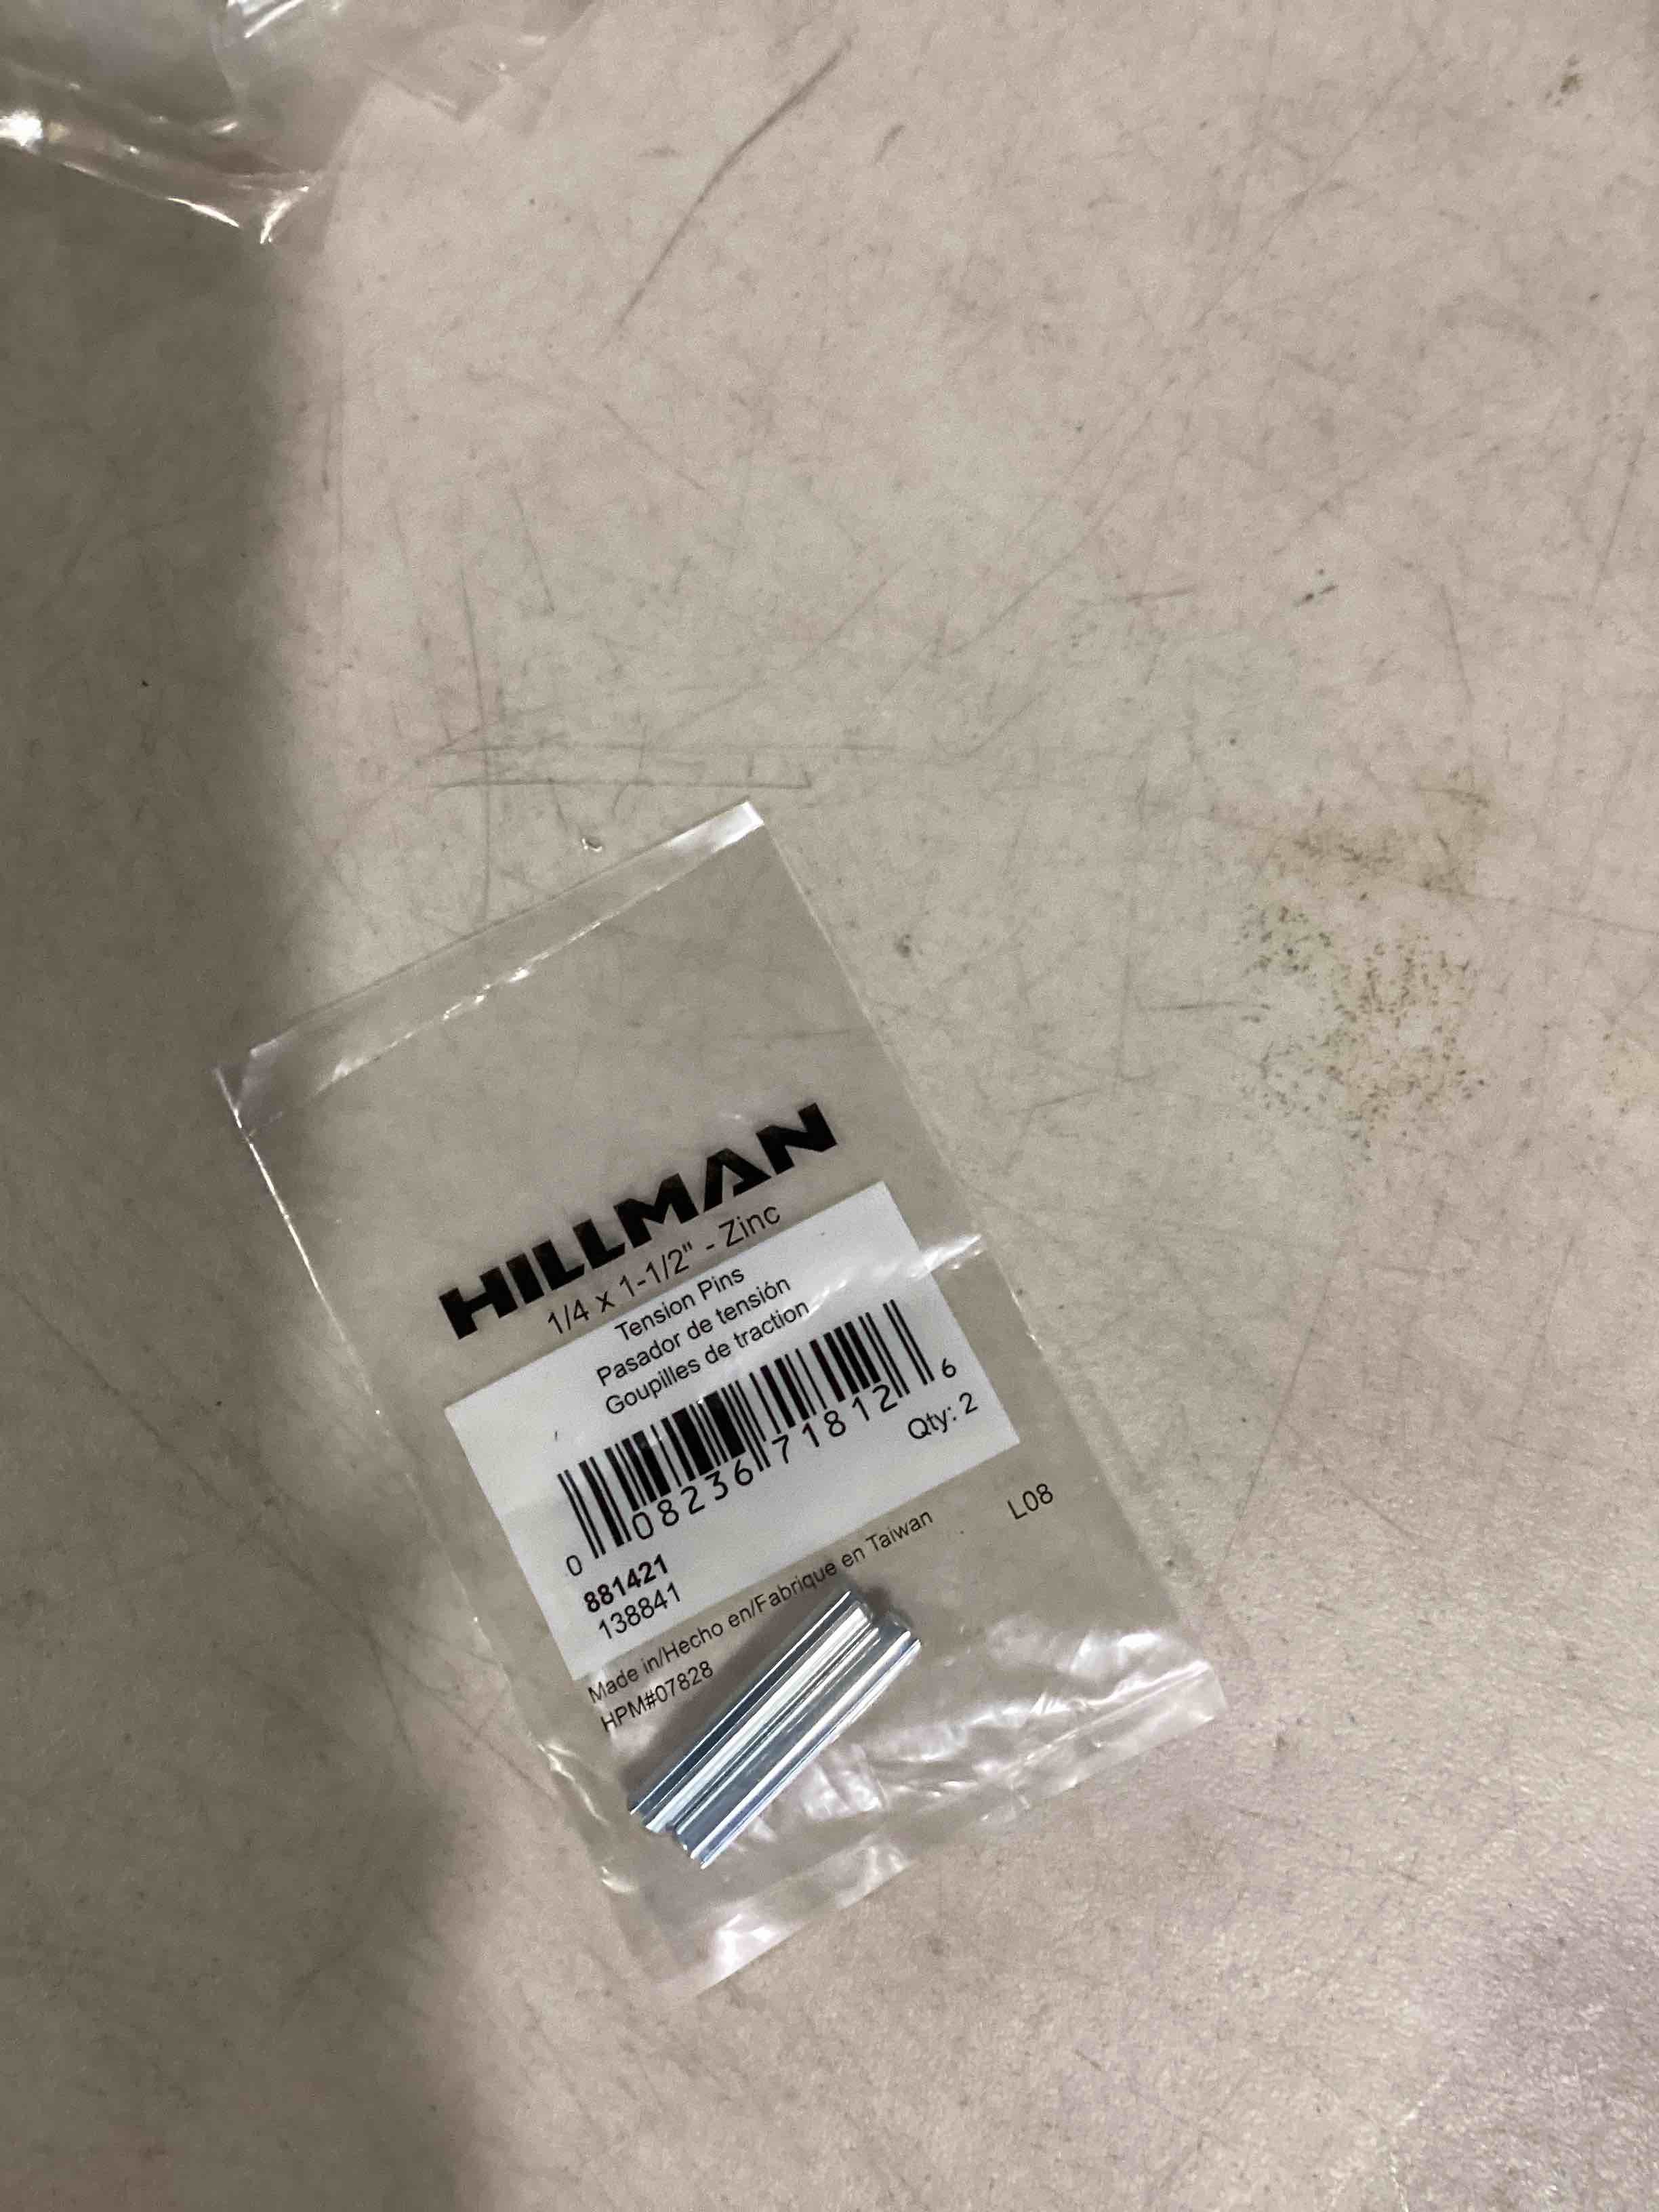 HILLMAN
1/4 x 1-1/2" - Zinc
Tension Pins
Pasador de tensión
Goupilles de traction
0 08236 71812 6
Qty: 2
881421
138841
Made in/Hecho en/Fabrique en Taiwan
HPM#07828
L08